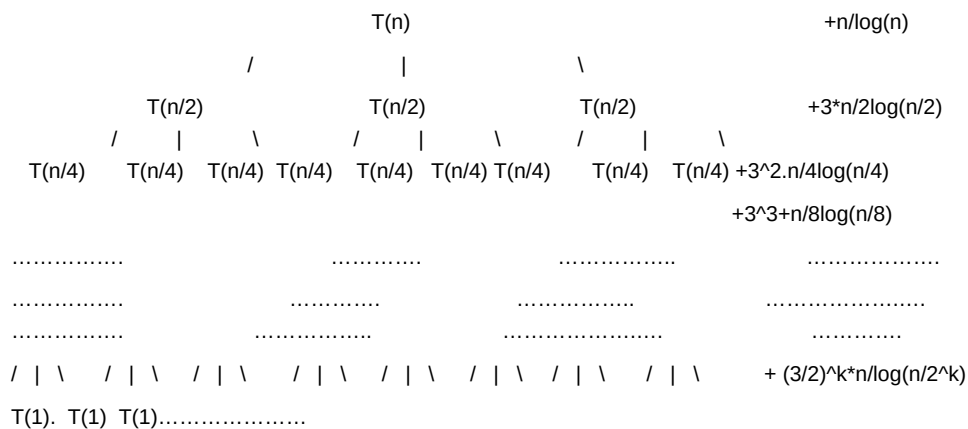 T(n) +n/log(n)
/ | \
T(n/2) T(n/2) T(n/2) +3*n/2log(n/2)
/ | \ / | \ / | \
T(n/4) T(n/4) T(n/4) T(n/4) T(n/4) T(n/4) T(n/4) T(n/4) T(n/4) +3^2.n/4log(n/4)
+3^3+n/8log(n/8)
……………. …………. …………….. ……………….
……………. …………. …………….. ………………..…
……………. …………….. ……………….…. ………….
/ | \ / | \ / | \ / | \ / | \ / | \ / | \ / | \ + (3/2)^k*n/log(n/2^k)
T(1). T(1) T(1)…………………